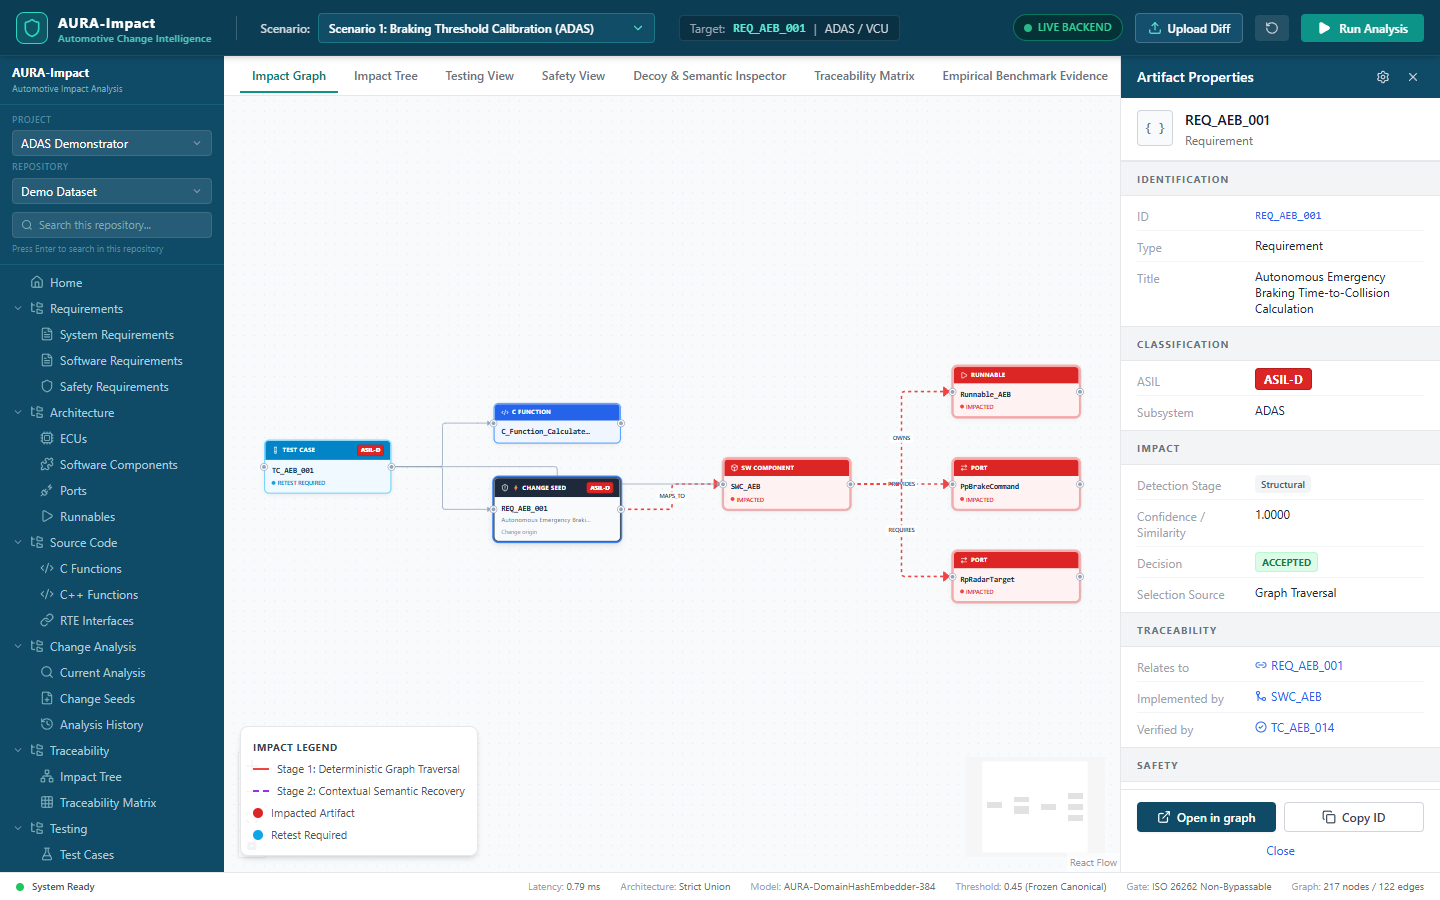 AURA-Impact
Automotive Change Intelligence
Scenario: Scenario 1: Braking Threshold Calibration (ADAS)
Target: REQ_AEB_001 | ADAS / VCU
LIVE BACKEND
Upload Diff
Run Analysis
AURA-Impact
Automotive Impact Analysis
PROJECT
ADAS Demonstrator
REPOSITORY
Demo Dataset
Search this repository...
Press Enter to search in this repository
Home
Requirements
System Requirements
Software Requirements
Safety Requirements
Architecture
ECUs
Software Components
Ports
Runnables
Source Code
C Functions
C++ Functions
RTE Interfaces
Change Analysis
Current Analysis
Change Seeds
Analysis History
Traceability
Impact Tree
Traceability Matrix
Testing
Test Cases
Impact Graph
Impact Tree
Testing View
Safety View
Decoy & Semantic Inspector
Traceability Matrix
Empirical Benchmark Evidence
TEST CASE ASIL-D
TC_AEB_001
RETEST REQUIRED
C FUNCTION
C_Function_Calculate…
CHANGE SEED ASIL-D
REQ_AEB_001
Autonomous Emergency Braki…
Change origin
MAPS_TO
SW COMPONENT
SWC_AEB
IMPACTED
OWNS
PROVIDES
REQUIRES
RUNNABLE
Runnable_AEB
IMPACTED
PORT
PpBrakeCommand
IMPACTED
PORT
RpRadarTarget
IMPACTED
IMPACT LEGEND
Stage 1: Deterministic Graph Traversal
Stage 2: Contextual Semantic Recovery
Impacted Artifact
Retest Required
React Flow
Artifact Properties
{ }
REQ_AEB_001
Requirement
IDENTIFICATION
ID REQ_AEB_001
Type Requirement
Title Autonomous Emergency
Braking Time-to-Collision
Calculation
CLASSIFICATION
ASIL ASIL-D
Subsystem ADAS
IMPACT
Detection Stage Structural
Confidence / 1.0000
Similarity
Decision ACCEPTED
Selection Source Graph Traversal
TRACEABILITY
Relates to REQ_AEB_001
Implemented by SWC_AEB
Verified by TC_AEB_014
SAFETY
Open in graph
Copy ID
Close
System Ready
Latency: 0.79 ms
Architecture: Strict Union
Model: AURA-DomainHashEmbedder-384
Threshold: 0.45 (Frozen Canonical)
Gate: ISO 26262 Non-Bypassable
Graph: 217 nodes / 122 edges